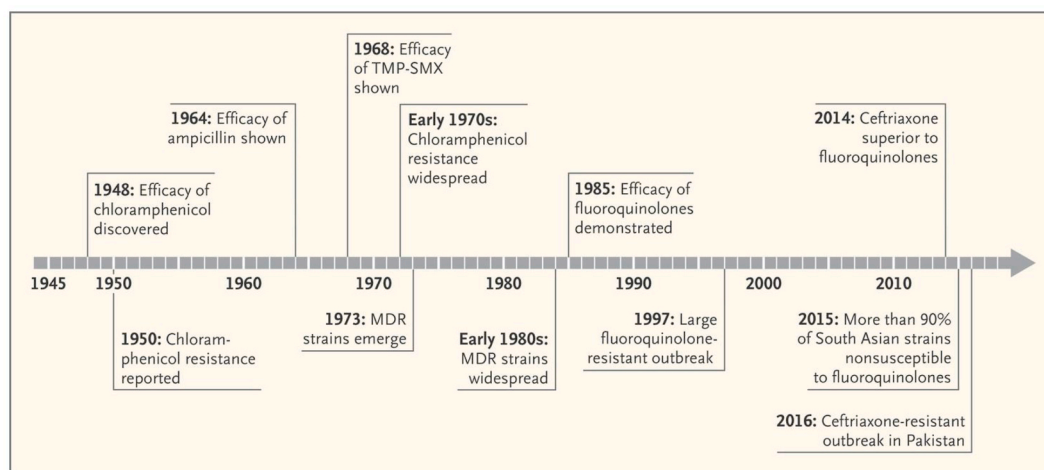 1968: Efficacy
of TMP-SMX
shown
1964: Efficacy of
ampicillin shown
Early 1970s:
Chloramphenicol
resistance
widespread
2014: Ceftriaxone
superior to
fluoroquinolones
1948: Efficacy of
chloramphenicol
discovered
1985: Efficacy of
fluoroquinolones
demonstrated
1945 1950 1960 1970 1980 1990 2000 2010
1950: Chloram-
phenicol resistance
reported
1973: MDR
strains emerge
Early 1980s:
MDR strains
widespread
1997: Large
fluoroquinolone-
resistant outbreak
2015: More than 90%
of South Asian strains
nonsusceptible
to fluoroquinolones
2016: Ceftriaxone-resistant
outbreak in Pakistan